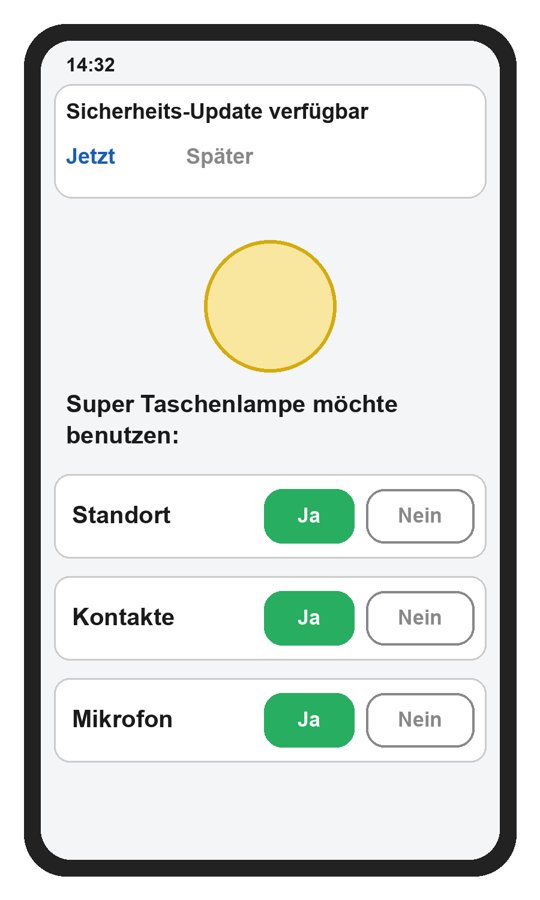 14:32
Sicherheits-Update verfügbar
Jetzt Später
Super Taschenlampe möchte
benutzen:
Standort Ja Nein
Kontakte Ja Nein
Mikrofon Ja Nein